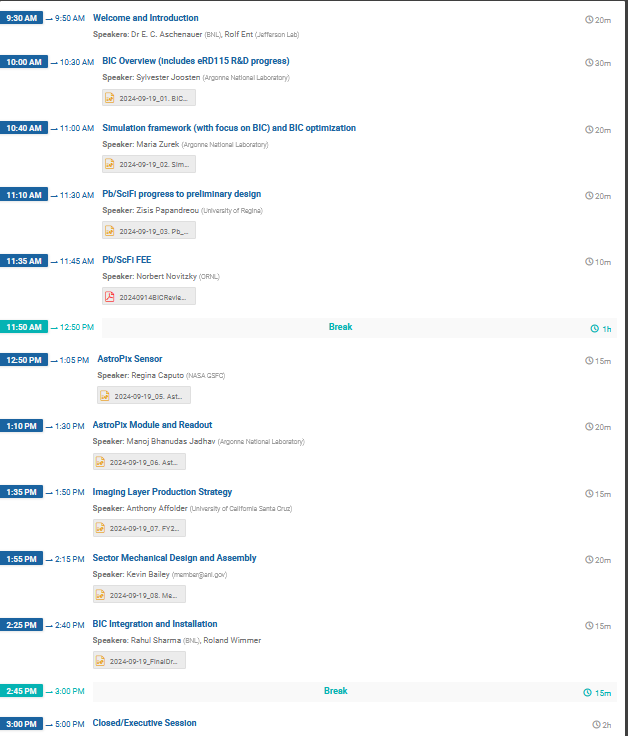 9:30 AM → 9:50 AM Welcome and Introduction 20m
Speakers: Dr E. C. Aschenauer (BNL), Rolf Ent (Jefferson Lab)
10:00 AM → 10:30 AM BIC Overview (includes eRD115 R&D progress) 30m
Speaker: Sylvester Joosten (Argonne National Laboratory)
2024-09-19_01. BIC...
10:40 AM → 11:00 AM Simulation framework (with focus on BIC) and BIC optimization 20m
Speaker: Maria Zurek (Argonne National Laboratory)
2024-09-19_02. Sim...
11:10 AM → 11:30 AM Pb/SciFi progress to preliminary design 20m
Speaker: Zisis Papandreou (University of Regina)
2024-09-19_03. Pb_...
11:35 AM → 11:45 AM Pb/ScFi FEE 10m
Speaker: Norbert Novitzky (ORNL)
20240914BICRevie...
11:50 AM → 12:50 PM Break 1h
12:50 PM → 1:05 PM AstroPix Sensor 15m
Speaker: Regina Caputo (NASA GSFC)
2024-09-19_05. Ast...
1:10 PM → 1:30 PM AstroPix Module and Readout 20m
Speaker: Manoj Bhanudas Jadhav (Argonne National Laboratory)
2024-09-19_06. Ast...
1:35 PM → 1:50 PM Imaging Layer Production Strategy 15m
Speaker: Anthony Affolder (University of California Santa Cruz)
2024-09-19_07. FY2...
1:55 PM → 2:15 PM Sector Mechanical Design and Assembly 20m
Speaker: Kevin Bailey (member@anl.gov)
2024-09-19_08. Me...
2:25 PM → 2:40 PM BIC Integration and Installation 15m
Speakers: Rahul Sharma (BNL), Roland Wimmer
2024-09-19_FinalDr...
2:45 PM → 3:00 PM Break 15m
3:00 PM → 5:00 PM Closed/Executive Session 2h